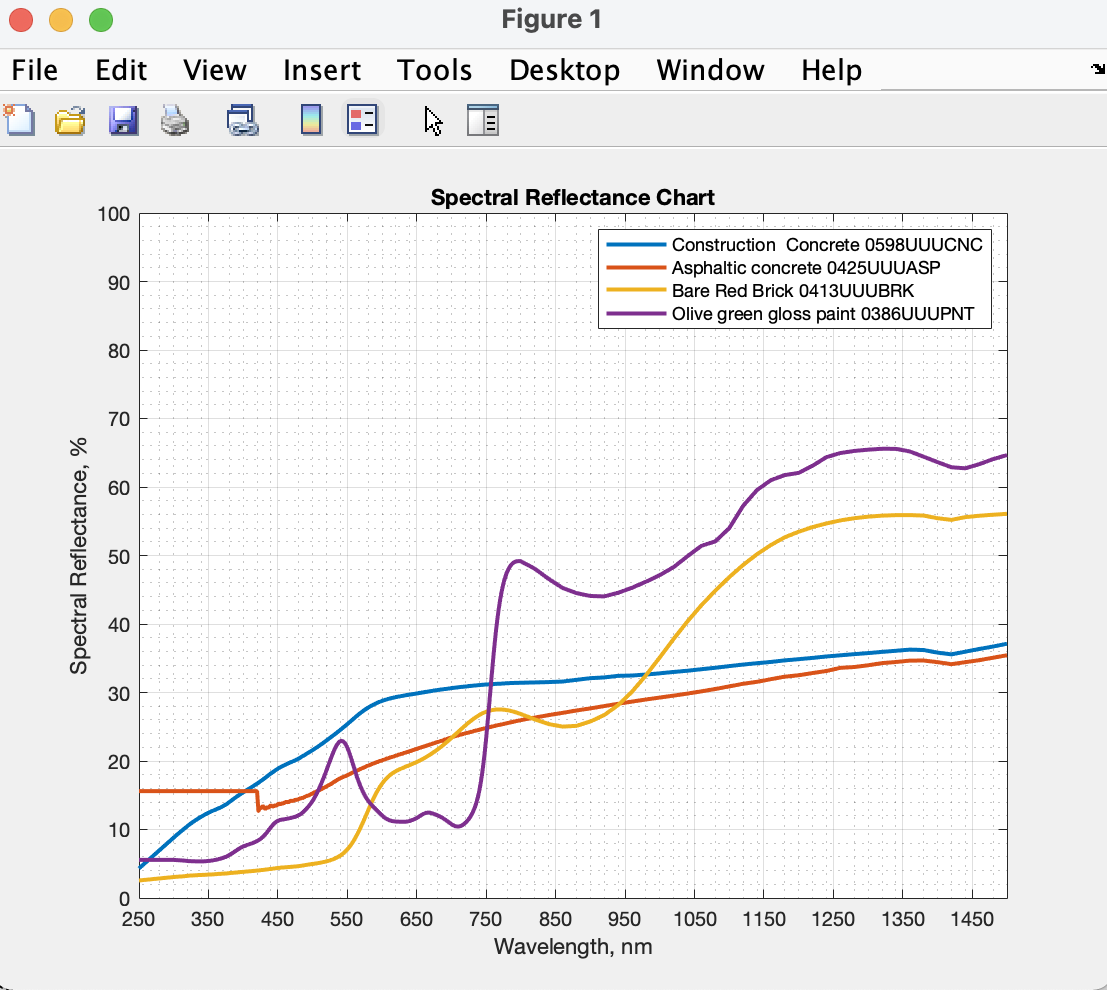 Figure 1
File Edit View Insert Tools Desktop Window Help
Spectral Reflectance Chart
100
90
80
70
60
50
40
30
20
10
0
Spectral Reflectance, %
Construction  Concrete 0598UUUCNC
Asphaltic concrete 0425UUUASP
Bare Red Brick 0413UUUBRK
Olive green gloss paint 0386UUUPNT
250 350 450 550 650 750 850 950 1050 1150 1250 1350 1450
Wavelength, nm